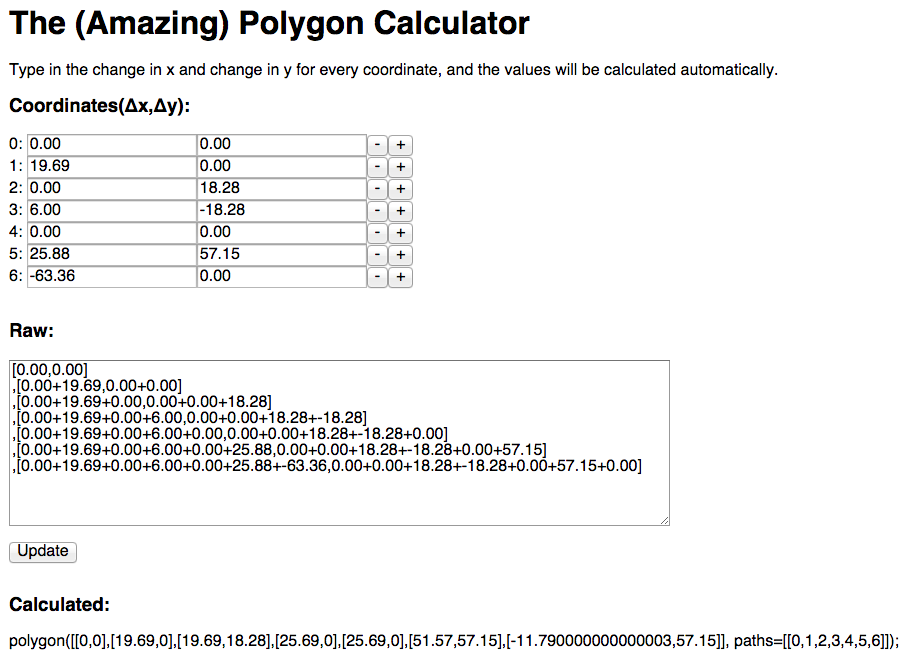 The (Amazing) Polygon Calculator
Type in the change in x and change in y for every coordinate, and the values will be calculated automatically.
Coordinates(Δx,Δy):
0: 0.00 0.00 - +
1: 19.69 0.00 - +
2: 0.00 18.28 - +
3: 6.00 -18.28 - +
4: 0.00 0.00 - +
5: 25.88 57.15 - +
6: -63.36 0.00 - +
Raw:
[0.00,0.00]
,[0.00+19.69,0.00+0.00]
,[0.00+19.69+0.00,0.00+0.00+18.28]
,[0.00+19.69+0.00+6.00,0.00+0.00+18.28+-18.28]
,[0.00+19.69+0.00+6.00+0.00,0.00+0.00+18.28+-18.28+0.00]
,[0.00+19.69+0.00+6.00+0.00+25.88,0.00+0.00+18.28+-18.28+0.00+57.15]
,[0.00+19.69+0.00+6.00+0.00+25.88+-63.36,0.00+0.00+18.28+-18.28+0.00+57.15+0.00]
Update
Calculated:
polygon([[0,0],[19.69,0],[19.69,18.28],[25.69,0],[25.69,0],[51.57,57.15],[-11.790000000000003,57.15]], paths=[[0,1,2,3,4,5,6]]);